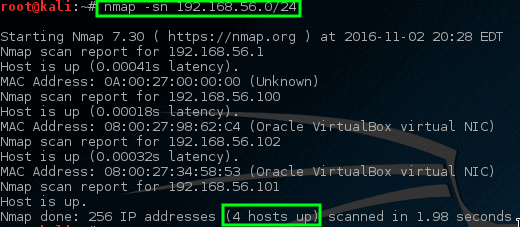 root@kali:~# nmap -sn 192.168.56.0/24
Starting Nmap 7.30 ( https://nmap.org ) at 2016-11-02 20:28 EDT
Nmap scan report for 192.168.56.1
Host is up (0.00041s latency).
MAC Address: 0A:00:27:00:00:00 (Unknown)
Nmap scan report for 192.168.56.100
Host is up (0.00018s latency).
MAC Address: 08:00:27:98:62:C4 (Oracle VirtualBox virtual NIC)
Nmap scan report for 192.168.56.102
Host is up (0.00032s latency).
MAC Address: 08:00:27:34:58:53 (Oracle VirtualBox virtual NIC)
Nmap scan report for 192.168.56.101
Host is up.
Nmap done: 256 IP addresses (4 hosts up) scanned in 1.98 seconds